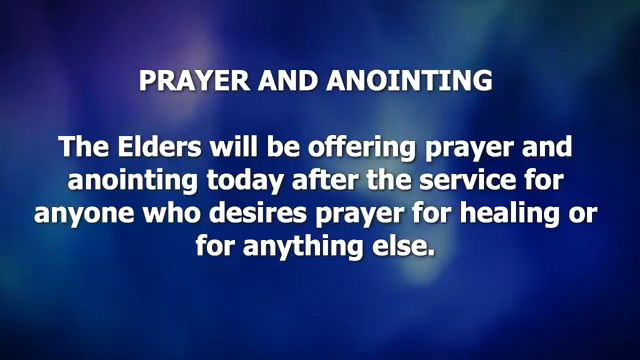 PRAYER AND ANOINTING
The Elders will be offering prayer and
anointing today after the service for
anyone who desires prayer for healing or
for anything else.